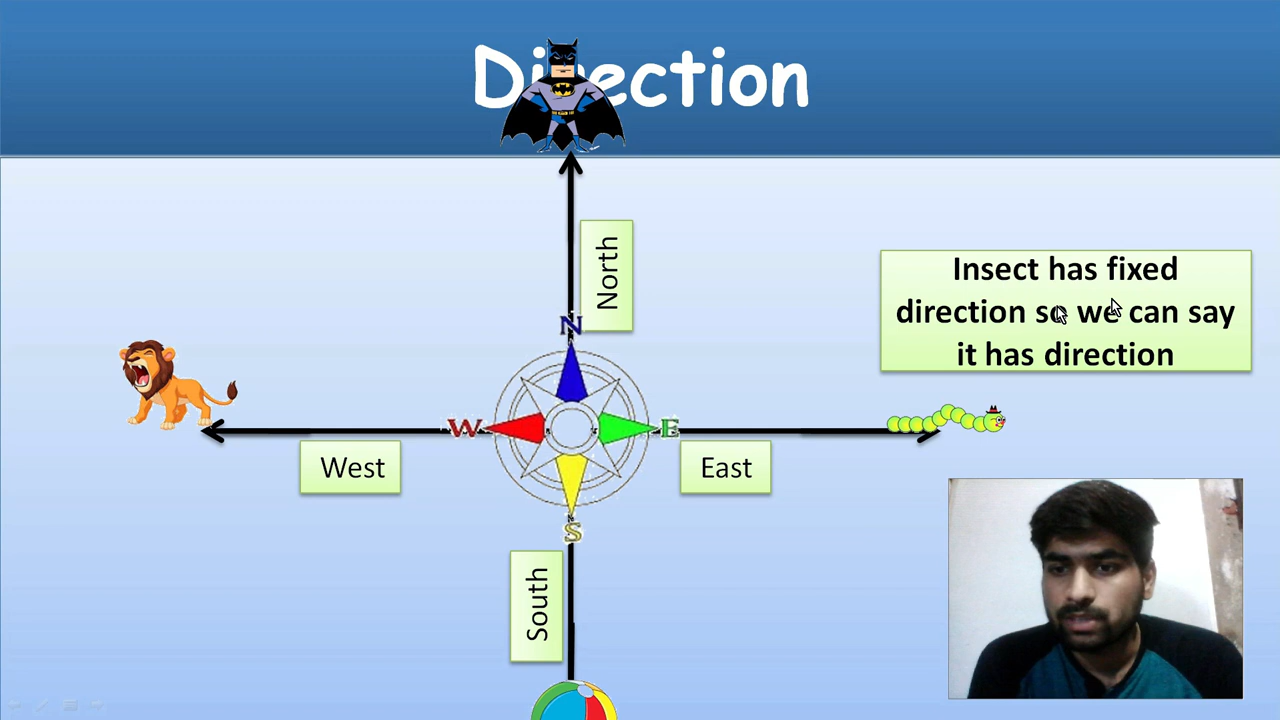 Direction
North
N
Insect has fixed
direction so we can say
it has direction
W
E
West
East
S
South